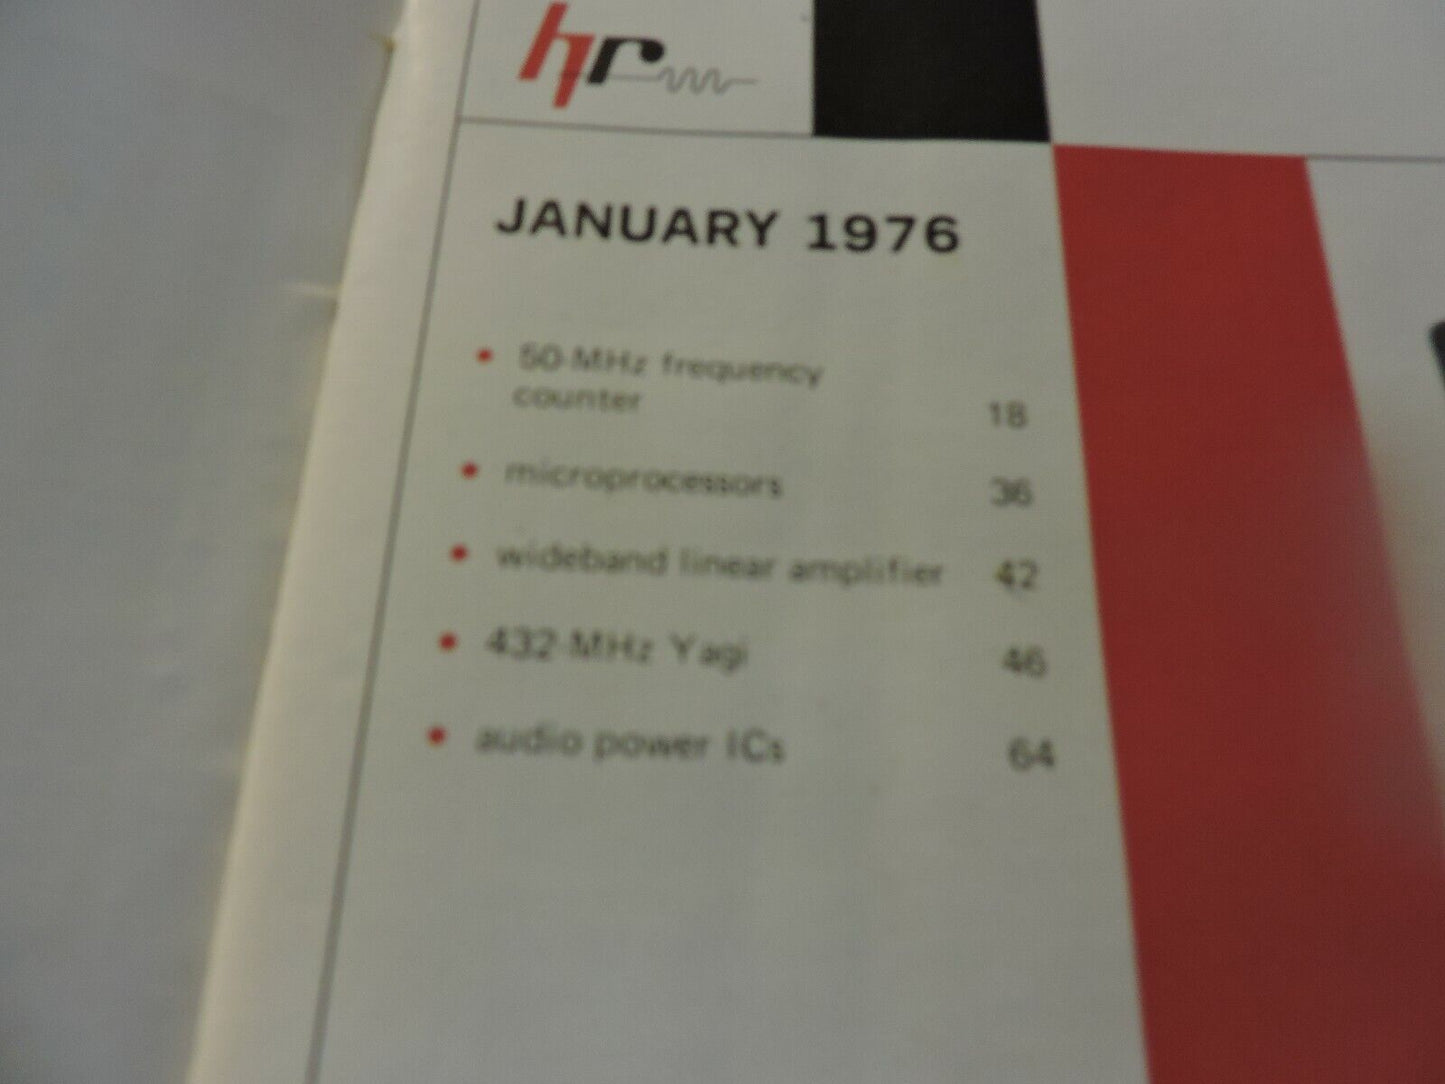 hr
JANUARY 1976
• 50-MHz frequency
counter 18
• microprocessors 36
• wideband linear amplifier 42
• 432-MHz Yagi 46
• audio power ICs 64